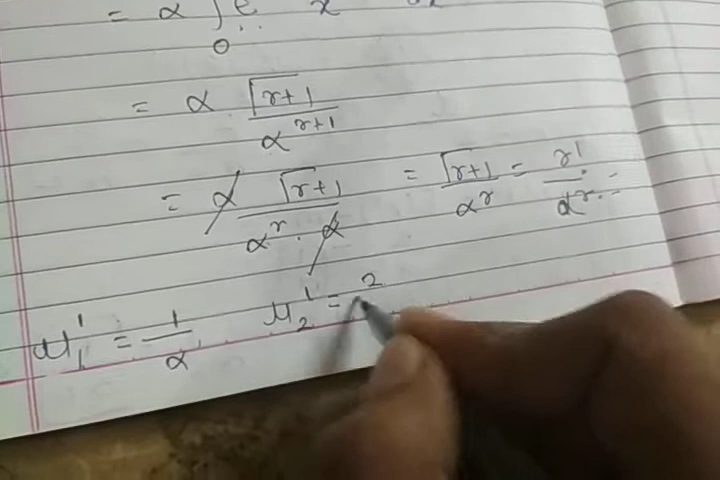 = α ∫ e x
0
= α √r+1 / α^{r+1}
= α √r+1 / α^r · α = √r+1 / α^r = r! / α^r. =
μ₁' = 1/α, μ₂' = 2